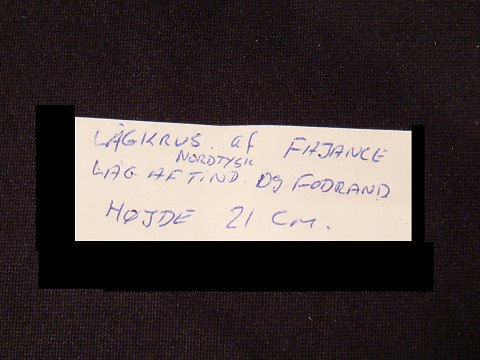 LÅGKRUS. af FAJANCE
NORDTYSK
LÅG AF TIND. OG FODRAND
HØJDE 21 CM.